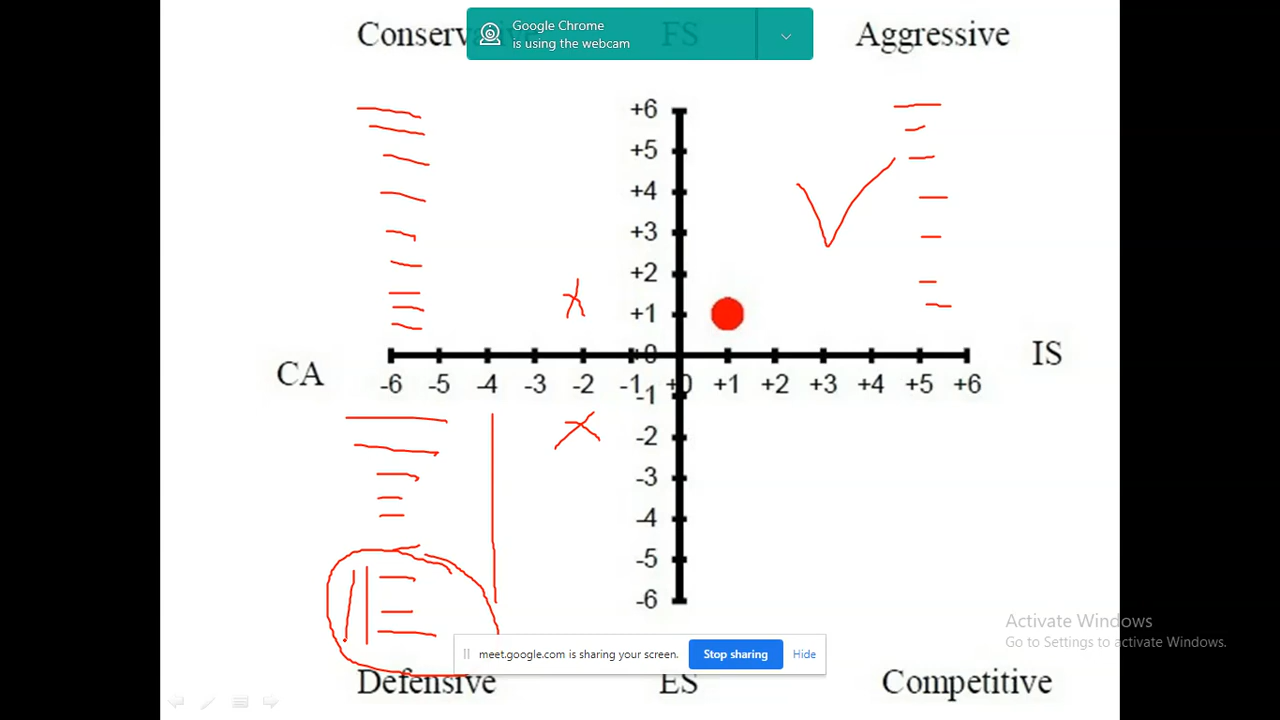 Conserv
Google Chrome
is using the webcam
FS
Aggressive
+6
+5
+4
+3
+2
+1
0
CA
-6 -5 -4 -3 -2 -1 +0 +1 +2 +3 +4 +5 +6
IS
-1
-2
-3
-4
-5
-6
Activate Windows
Go to Settings to activate Windows.
meet.google.com is sharing your screen.
Stop sharing
Hide
Defensive
ES
Competitive